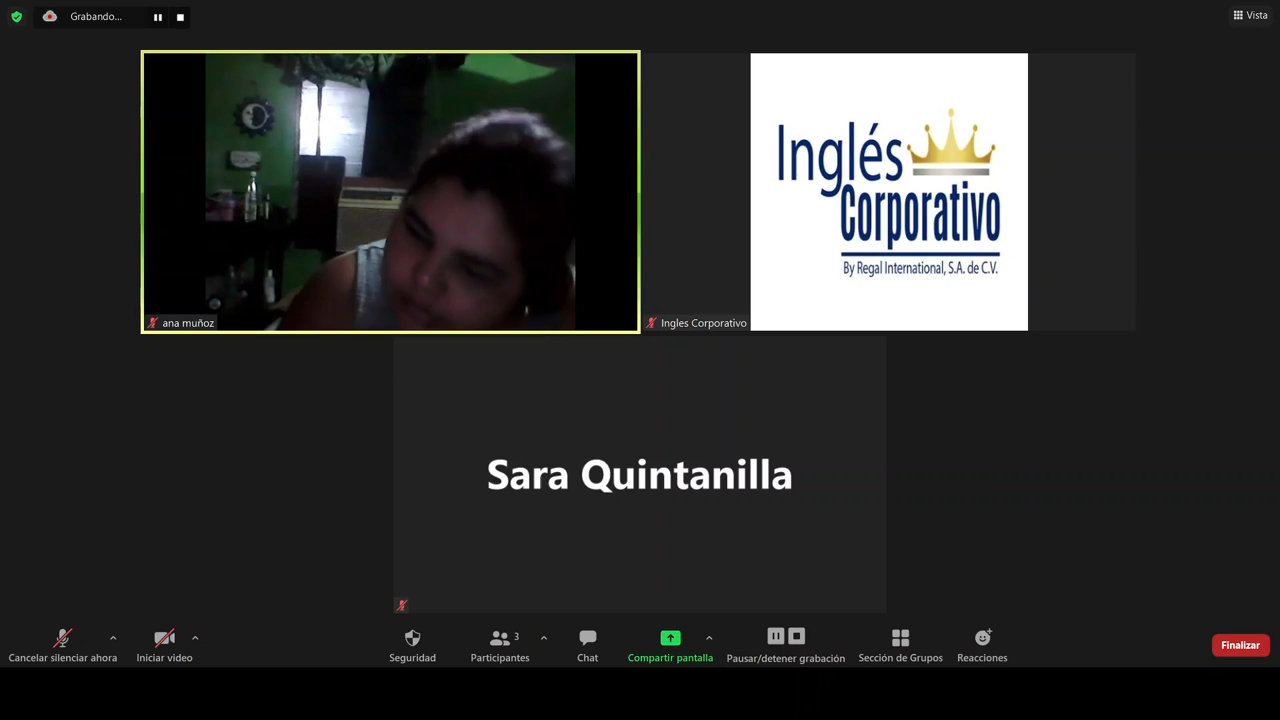 Grabando...
Vista
Inglés
Corporativo
By Regal International, S.A. de C.V.
ana muñoz
Ingles Corporativo
Sara Quintanilla
3
Cancelar silenciar ahora
Iniciar video
Seguridad
Participantes
Chat
Compartir pantalla
Pausar/detener grabación
Sección de Grupos
Reacciones
Finalizar